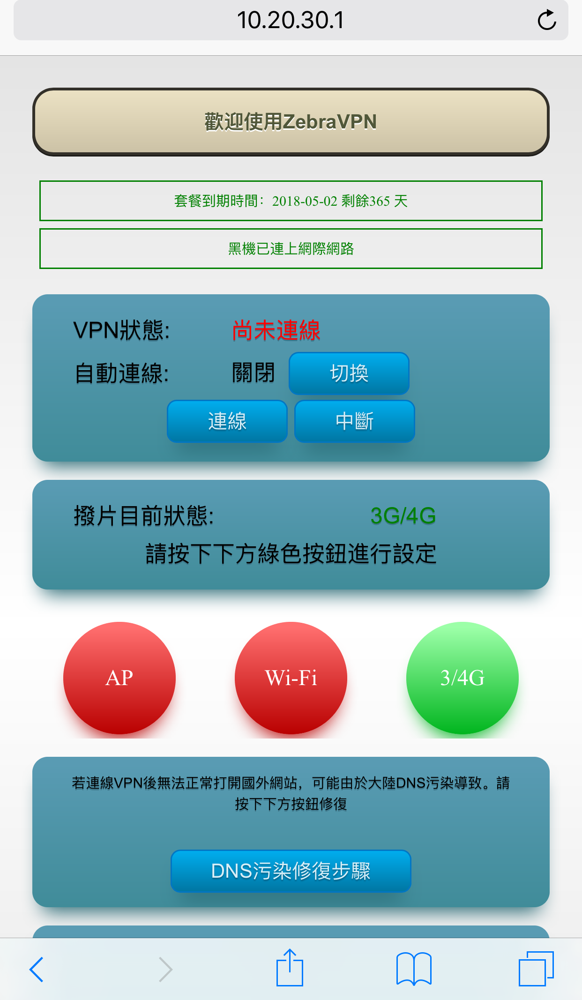 10.20.30.1
歡迎使用ZebraVPN
套餐到期時間：2018-05-02 剩餘365 天
黑機已連上網際網路
VPN狀態: 尚未連線
自動連線: 關閉 切換
連線 中斷
撥片目前狀態: 3G/4G
請按下下方綠色按鈕進行設定
AP Wi-Fi 3/4G
若連線VPN後無法正常打開國外網站，可能由於大陸DNS污染導致。請
按下下方按鈕修復
DNS污染修復步驟